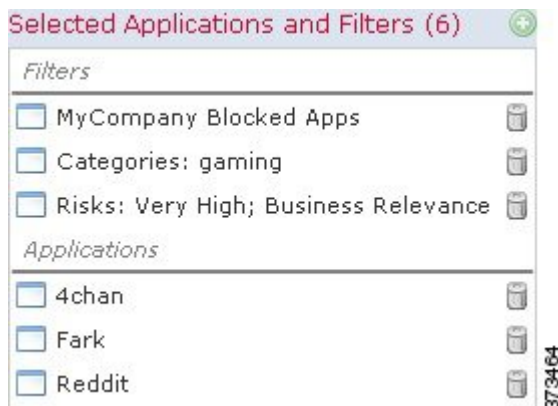 Selected Applications and Filters (6)
Filters
MyCompany Blocked Apps
Categories: gaming
Risks: Very High; Business Relevance
Applications
4chan
Fark
Reddit
373464